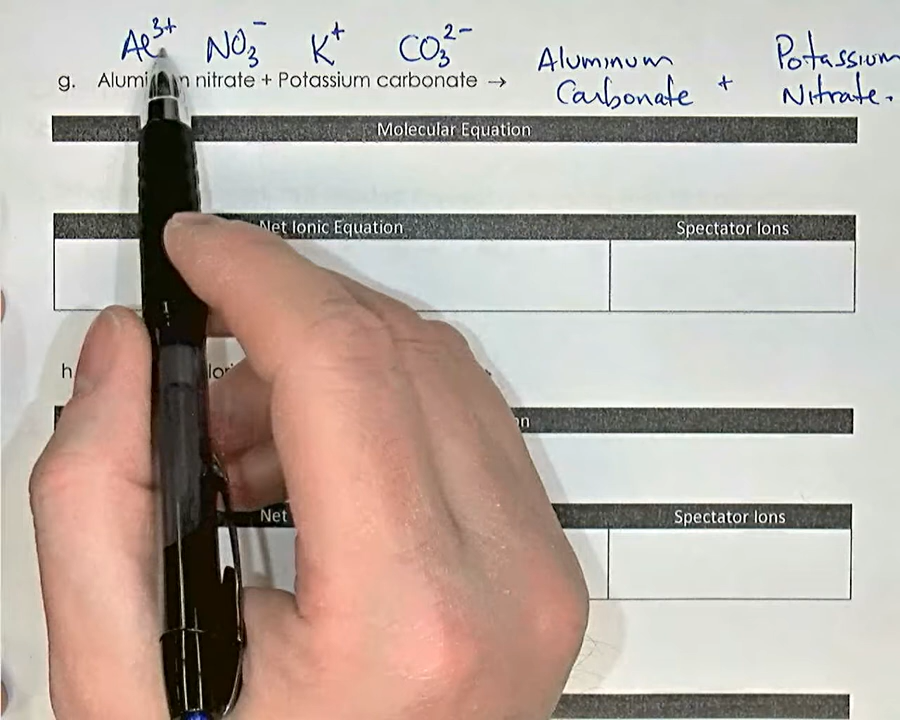 Al³⁺ NO₃⁻ K⁺ CO₃²⁻
Aluminum Carbonate + Potassium Nitrate.
g. nitrate + Potassium carbonate →
Molecular Equation
Net Ionic Equation Spectator Ions
h
Net Spectator Ions